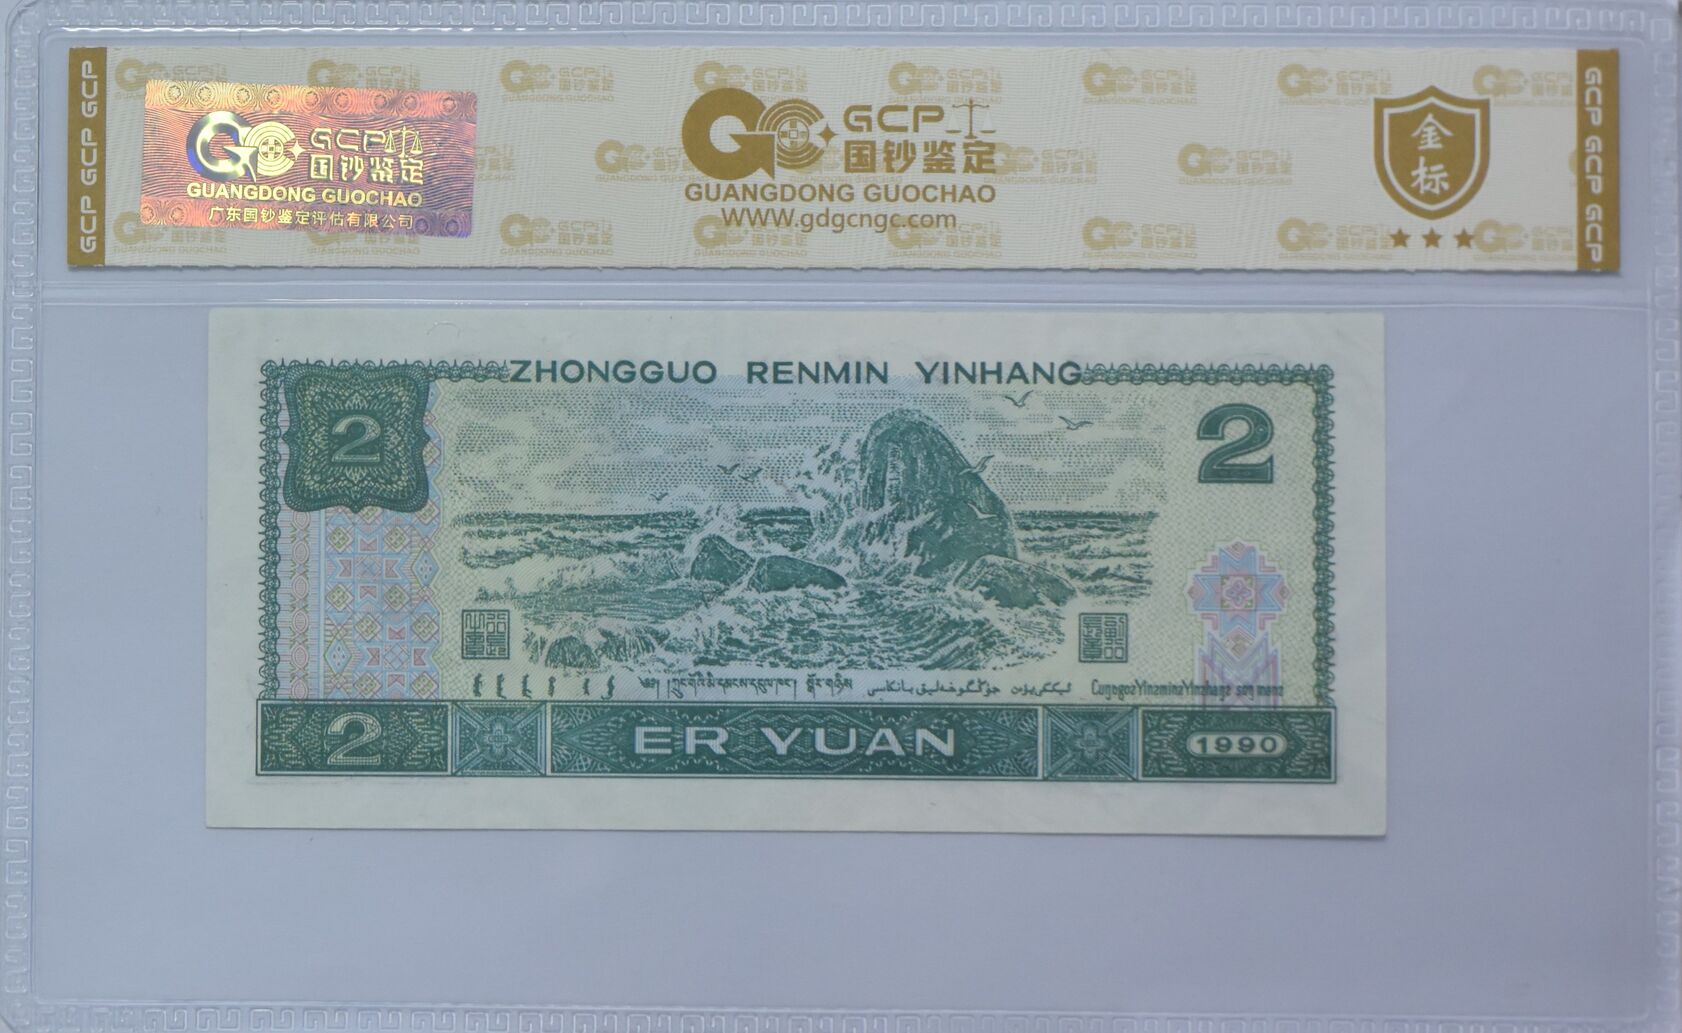 GCP GCP GCP
GCP
国钞鉴定
GUANGDONG GUOCHAO
广东国钞鉴定评估有限公司
GCP
国钞鉴定
GUANGDONG GUOCHAO
WWW.gdgcngc.com
金标
GCP GCP GCP
ZHONGGUO RENMIN YINHANG
2
2
2
ER YUAN
1990